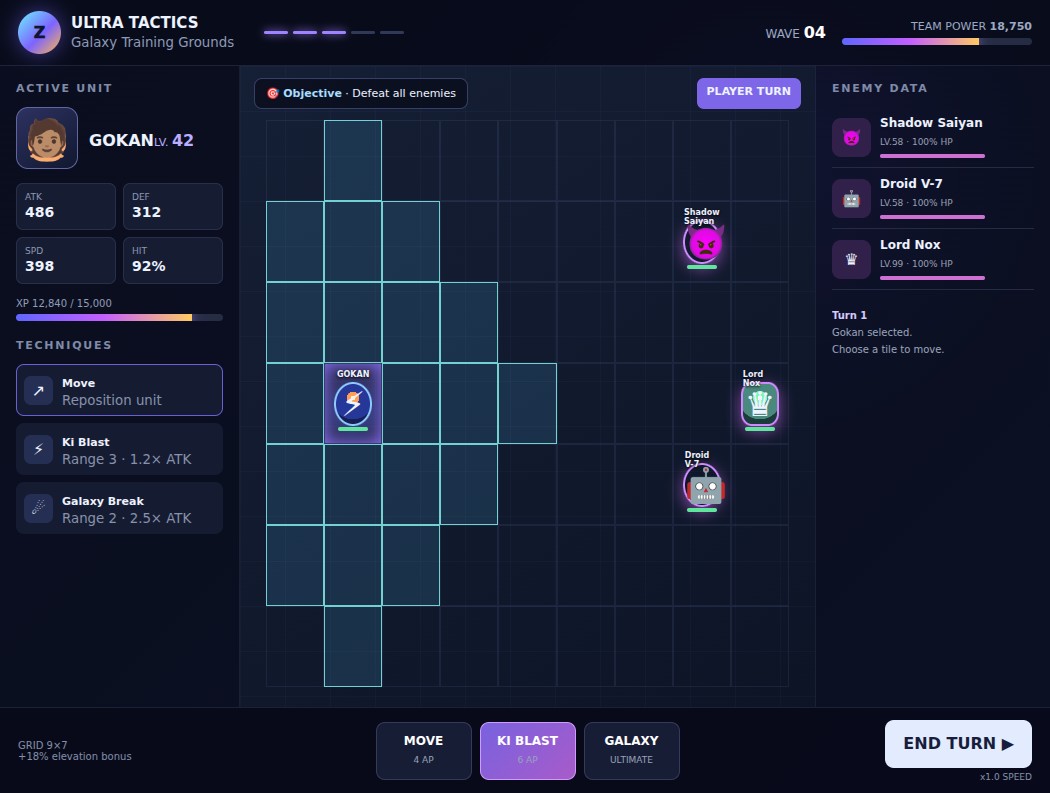 Z
ULTRA TACTICS
Galaxy Training Grounds
WAVE 04
TEAM POWER 18,750
ACTIVE UNIT
GOKAN LV. 42
ATK
486
DEF
312
SPD
398
HIT
92%
XP 12,840 / 15,000
TECHNIQUES
Move
Reposition unit
Ki Blast
Range 3 · 1.2× ATK
Galaxy Break
Range 2 · 2.5× ATK
Objective · Defeat all enemies
PLAYER TURN
Shadow
Saiyan
GOKAN
Lord
Nox
Droid
V-7
ENEMY DATA
Shadow Saiyan
LV.58 · 100% HP
Droid V-7
LV.58 · 100% HP
Lord Nox
LV.99 · 100% HP
Turn 1
Gokan selected.
Choose a tile to move.
GRID 9×7
+18% elevation bonus
MOVE
4 AP
KI BLAST
6 AP
GALAXY
ULTIMATE
END TURN ▶
x1.0 SPEED